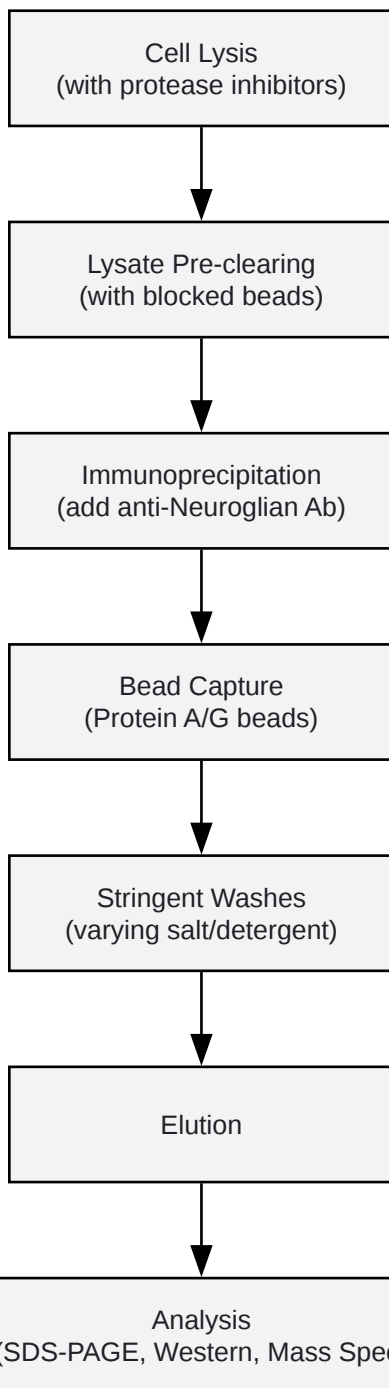 Cell Lysis
(with protease inhibitors)
Lysate Pre-clearing
(with blocked beads)
Immunoprecipitation
(add anti-Neuroglian Ab)
Bead Capture
(Protein A/G beads)
Stringent Washes
(varying salt/detergent)
Elution
Analysis
(SDS-PAGE, Western, Mass Spec